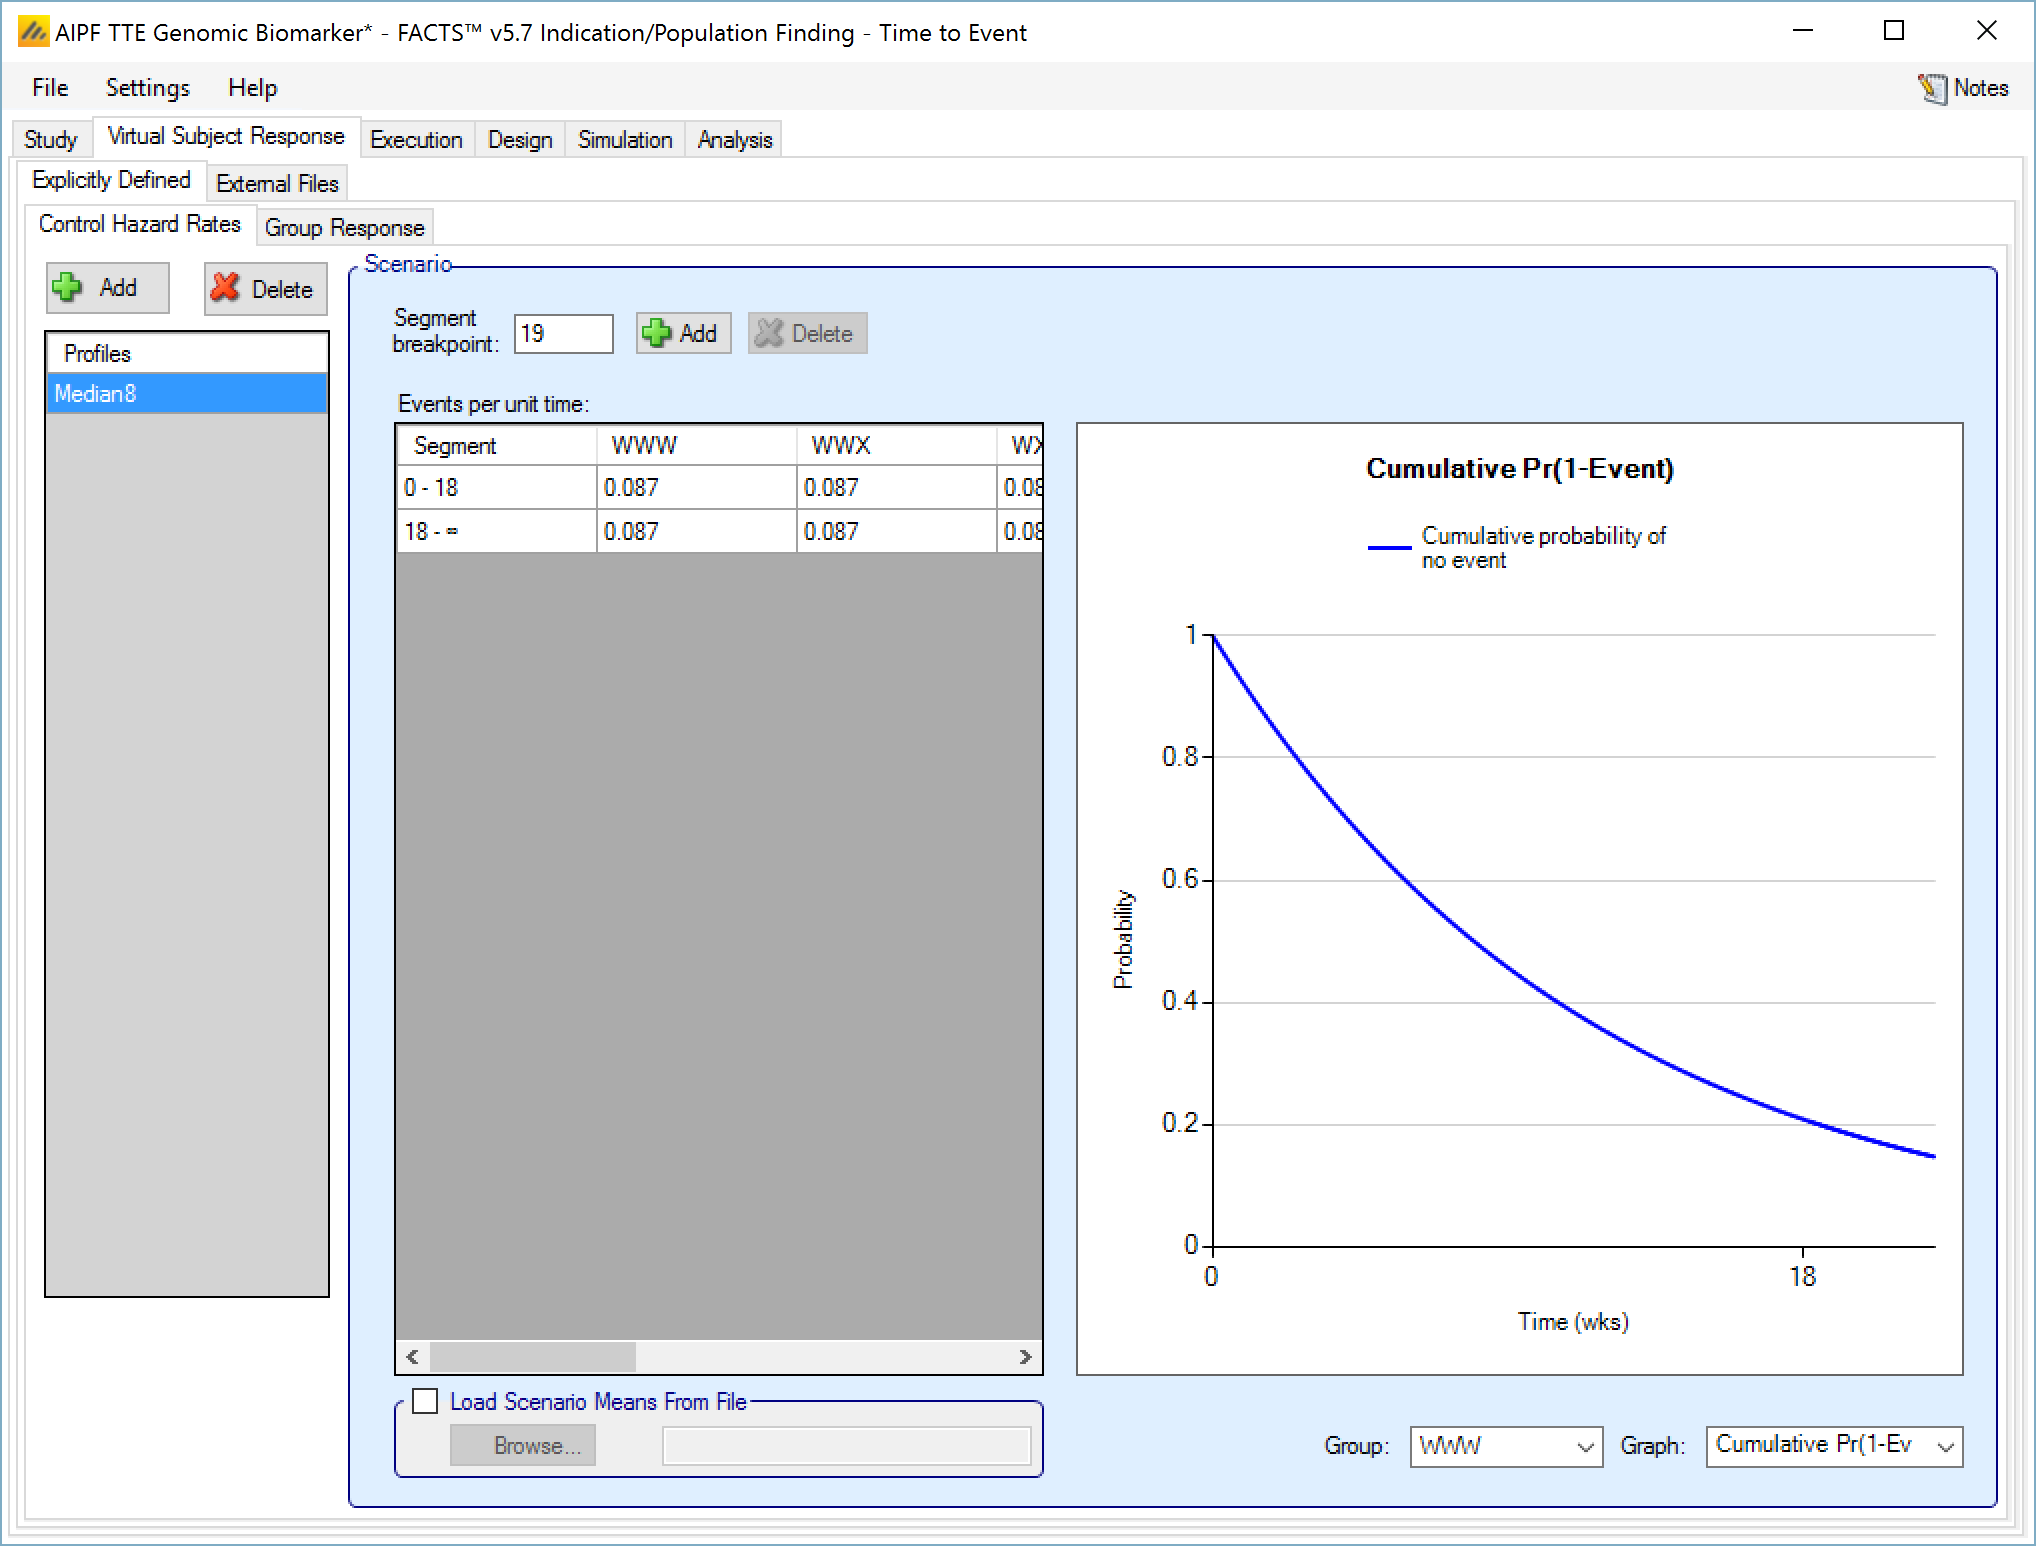 AIPF TTE Genomic Biomarker* - FACTS™ v5.7 Indication/Population Finding - Time to Event
File Settings Help Notes
Study Virtual Subject Response Execution Design Simulation Analysis
Explicitly Defined External Files
Control Hazard Rates Group Response
Add Delete
Profiles
Median8
Scenario
Segment
breakpoint: 19 Add Delete
Events per unit time:
Segment WWW WWX WX
0 - 18 0.087 0.087 0.08
18 - ∞ 0.087 0.087 0.08
Cumulative Pr(1-Event)
Cumulative probability of
no event
1
0.8
0.6
0.4
0.2
0
Probability
0 18
Time (wks)
Load Scenario Means From File
Browse...
Group: WWW Graph: Cumulative Pr(1-Ev